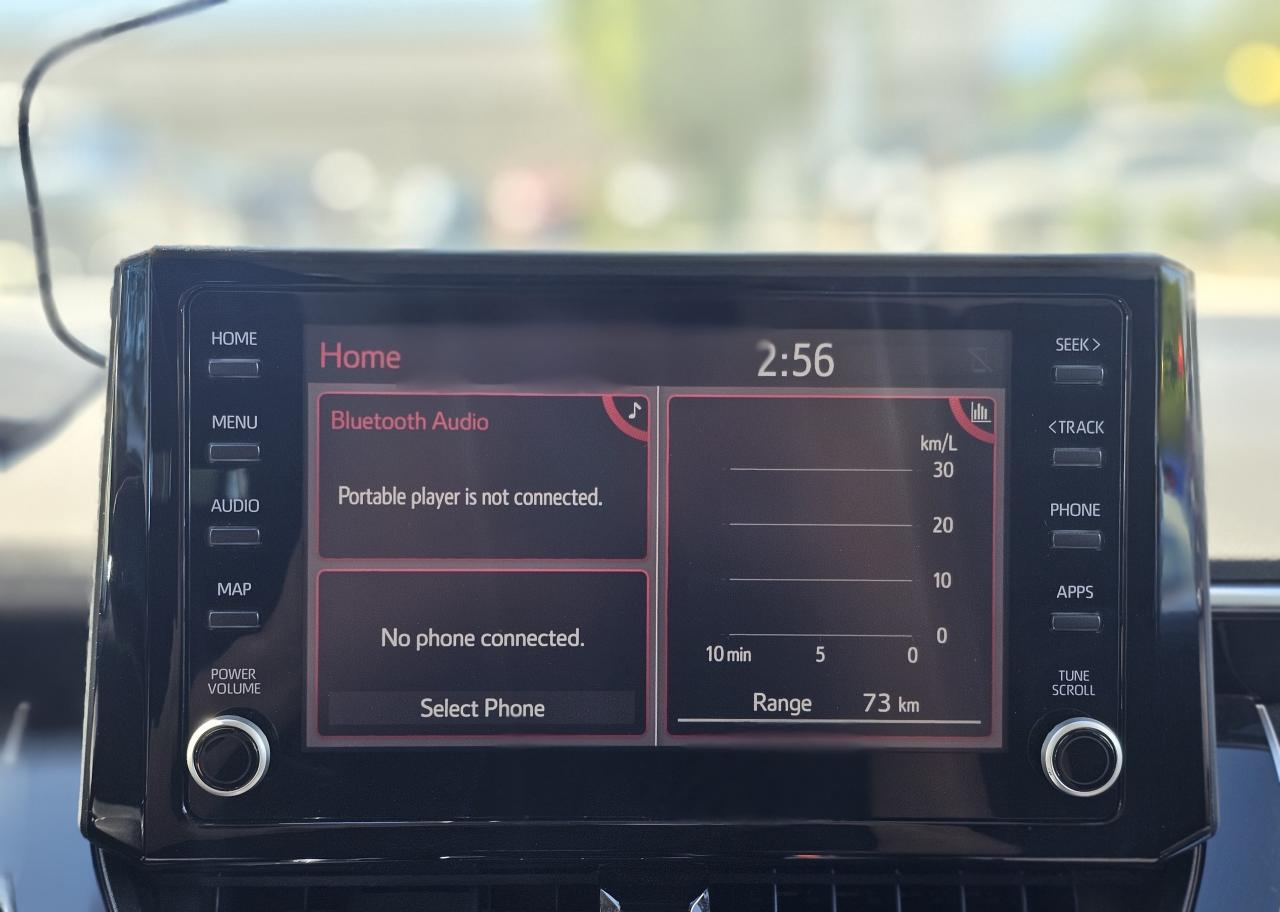 HOME
MENU
AUDIO
MAP
POWER
VOLUME
Home
2:56
Bluetooth Audio
Portable player is not connected.
No phone connected.
Select Phone
km/L
30
20
10
0
10 min 5 0
Range 73 km
SEEK >
< TRACK
PHONE
APPS
TUNE
SCROLL